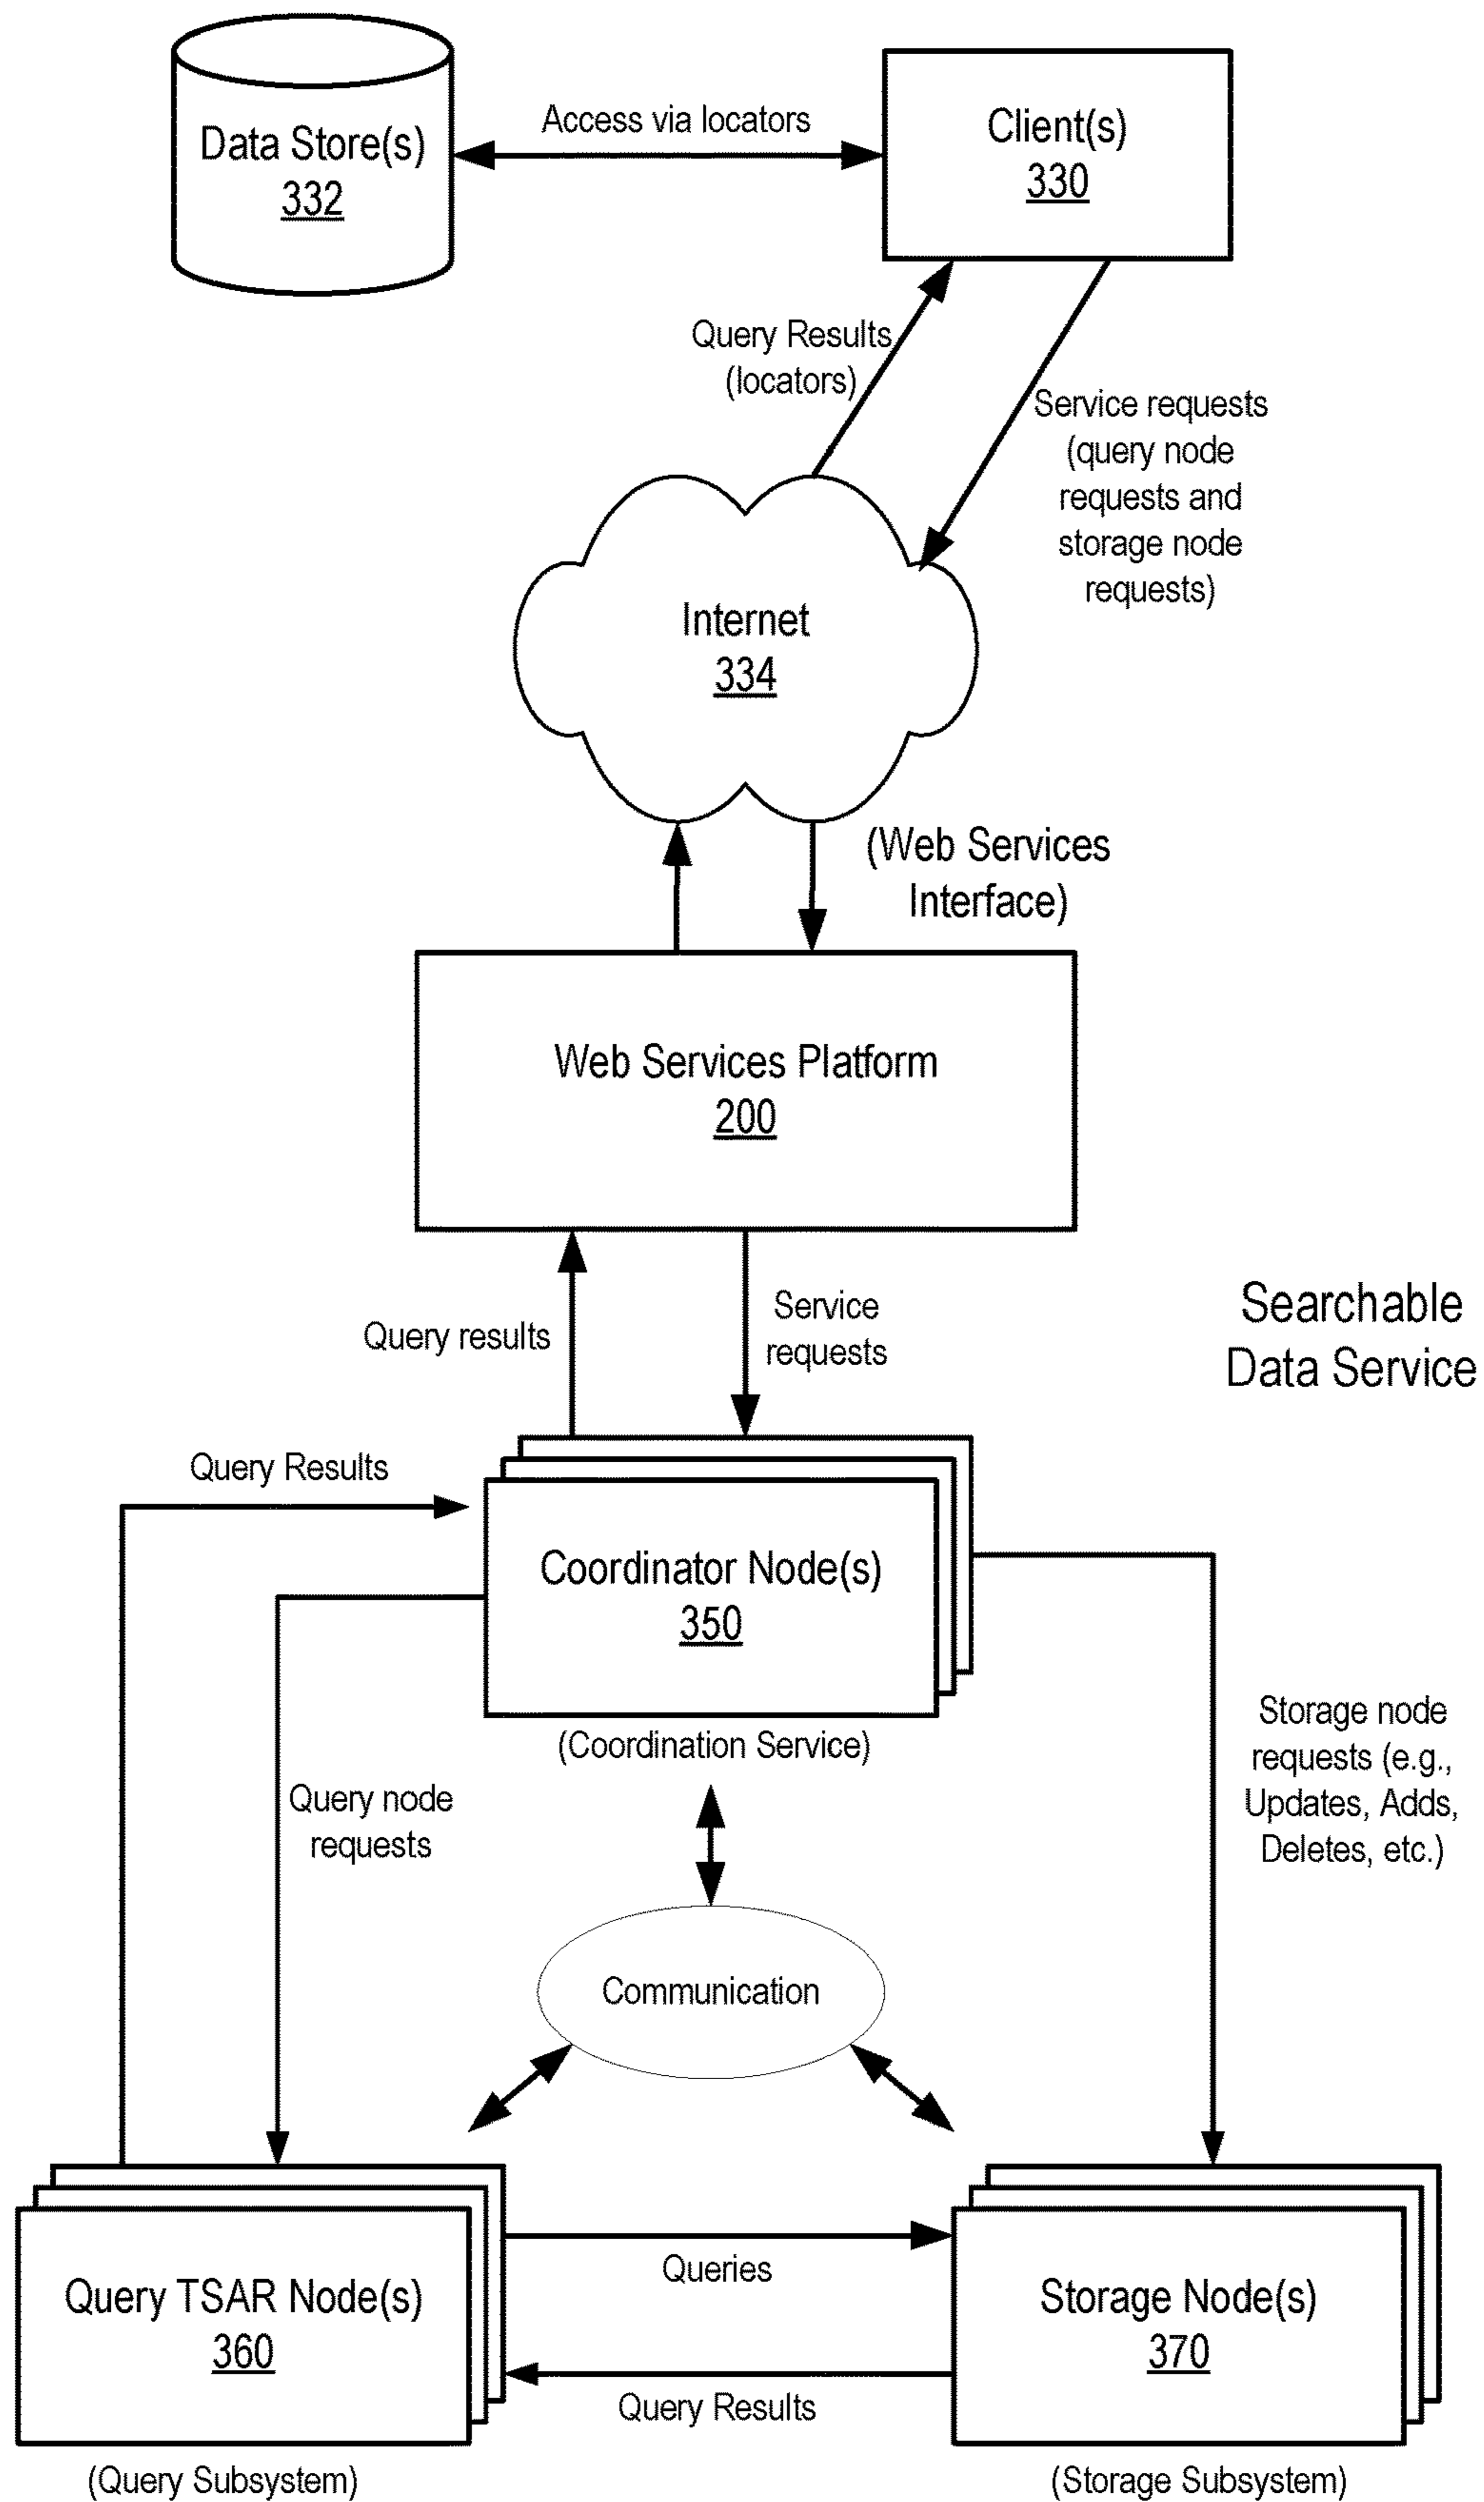 Data Store(s)
332
Access via locators
Client(s)
330
Query Results
(locators)
Service requests
(query node
requests and
storage node
requests)
Internet
334
(Web Services
Interface)
Web Services Platform
200
Query results
Service
requests
Searchable
Data Service
Query Results
Coordinator Node(s)
350
(Coordination Service)
Query node
requests
Storage node
requests (e.g.,
Updates, Adds,
Deletes, etc.)
Communication
Query TSAR Node(s)
360
(Query Subsystem)
Queries
Query Results
Storage Node(s)
370
(Storage Subsystem)